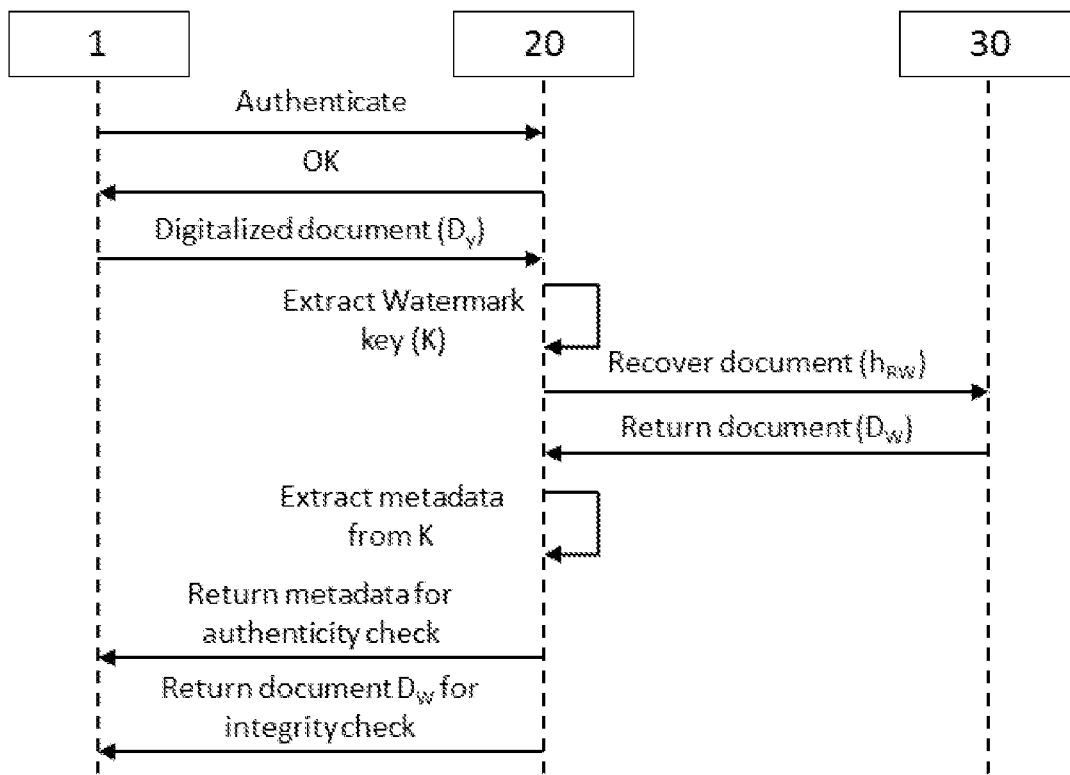 1
20
30
Authenticate
OK
Digitalized document (Dy)
Extract Watermark
key (K)
Recover document (hRW)
Return document (DW)
Extract metadata
from K
Return metadata for
authenticity check
Return document DW for
integrity check